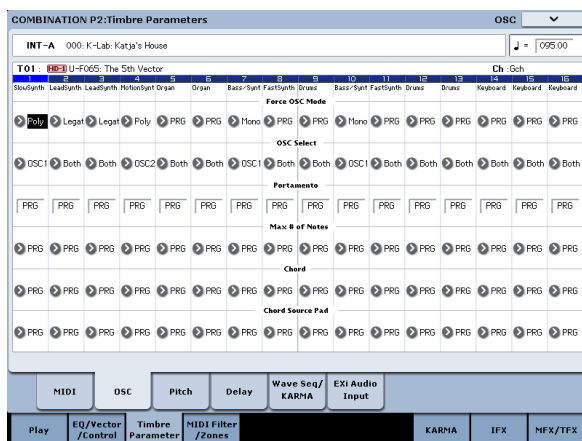 COMBINATION P2:Timbre Parameters OSC
INT-A 000: K-Lab: Katja's House ♩ = 095.00
T01 : HD-1 U-F065: The 5th Vector Ch :Gch
1 2 3 4 5 6 7 8 9 10 11 12 13 14 15 16
SlowSynth LeadSynth LeadSynth MotionSynt Organ Organ Bass/Synt FastSynth Drums Bass/Synt FastSynth Drums Drums Keyboard Keyboard Keyboard
Force OSC Mode
Poly Legat Legat Poly PRG PRG Mono PRG PRG Mono PRG PRG PRG PRG PRG PRG
OSC Select
OSC1 Both Both OSC2 Both Both OSC1 Both Both OSC1 Both Both Both Both Both Both
Portamento
PRG PRG PRG PRG PRG PRG PRG PRG PRG PRG PRG PRG PRG PRG PRG PRG
Max # of Notes
PRG PRG PRG PRG PRG PRG PRG PRG PRG PRG PRG PRG PRG PRG PRG PRG
Chord
PRG PRG PRG PRG PRG PRG PRG PRG PRG PRG PRG PRG PRG PRG PRG PRG
Chord Source Pad
PRG PRG PRG PRG PRG PRG PRG PRG PRG PRG PRG PRG PRG PRG PRG PRG
MIDI OSC Pitch Delay Wave Seq/ KARMA EXi Audio Input
Play EQ/Vector /Control Timbre Parameter MIDI Filter /Zones KARMA IFX MFX/TFX